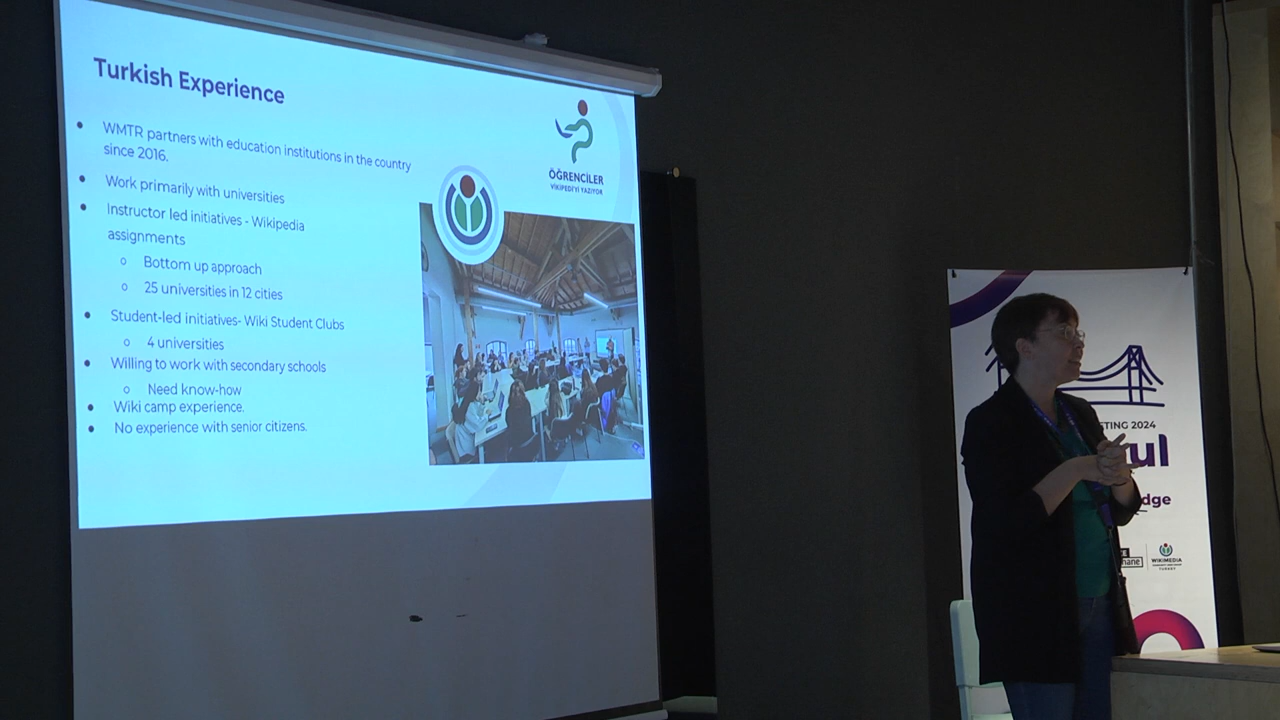 Turkish Experience
WMTR partners with education institutions in the country
since 2016.
Work primarily with universities
Instructor led initiatives - Wikipedia
assignments
Bottom up approach
25 universities in 12 cities
Student-led initiatives- Wiki Student Clubs
4 universities
Willing to work with secondary schools
Need know-how
Wiki camp experience.
No experience with senior citizens.
ÖĞRENCİLER
VİKİPEDİ'Yİ YAZIYOR
TING 2024
ul
dge
hane
WIKIMEDIA
TURKEY